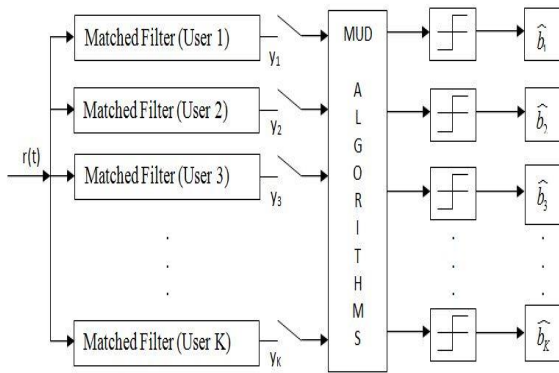 Matched Filter (User 1)
y1
MUD
ALGORITHMS
b̂1
Matched Filter (User 2)
y2
b̂2
r(t)
Matched Filter (User 3)
y3
b̂3
Matched Filter (User K)
yK
b̂K